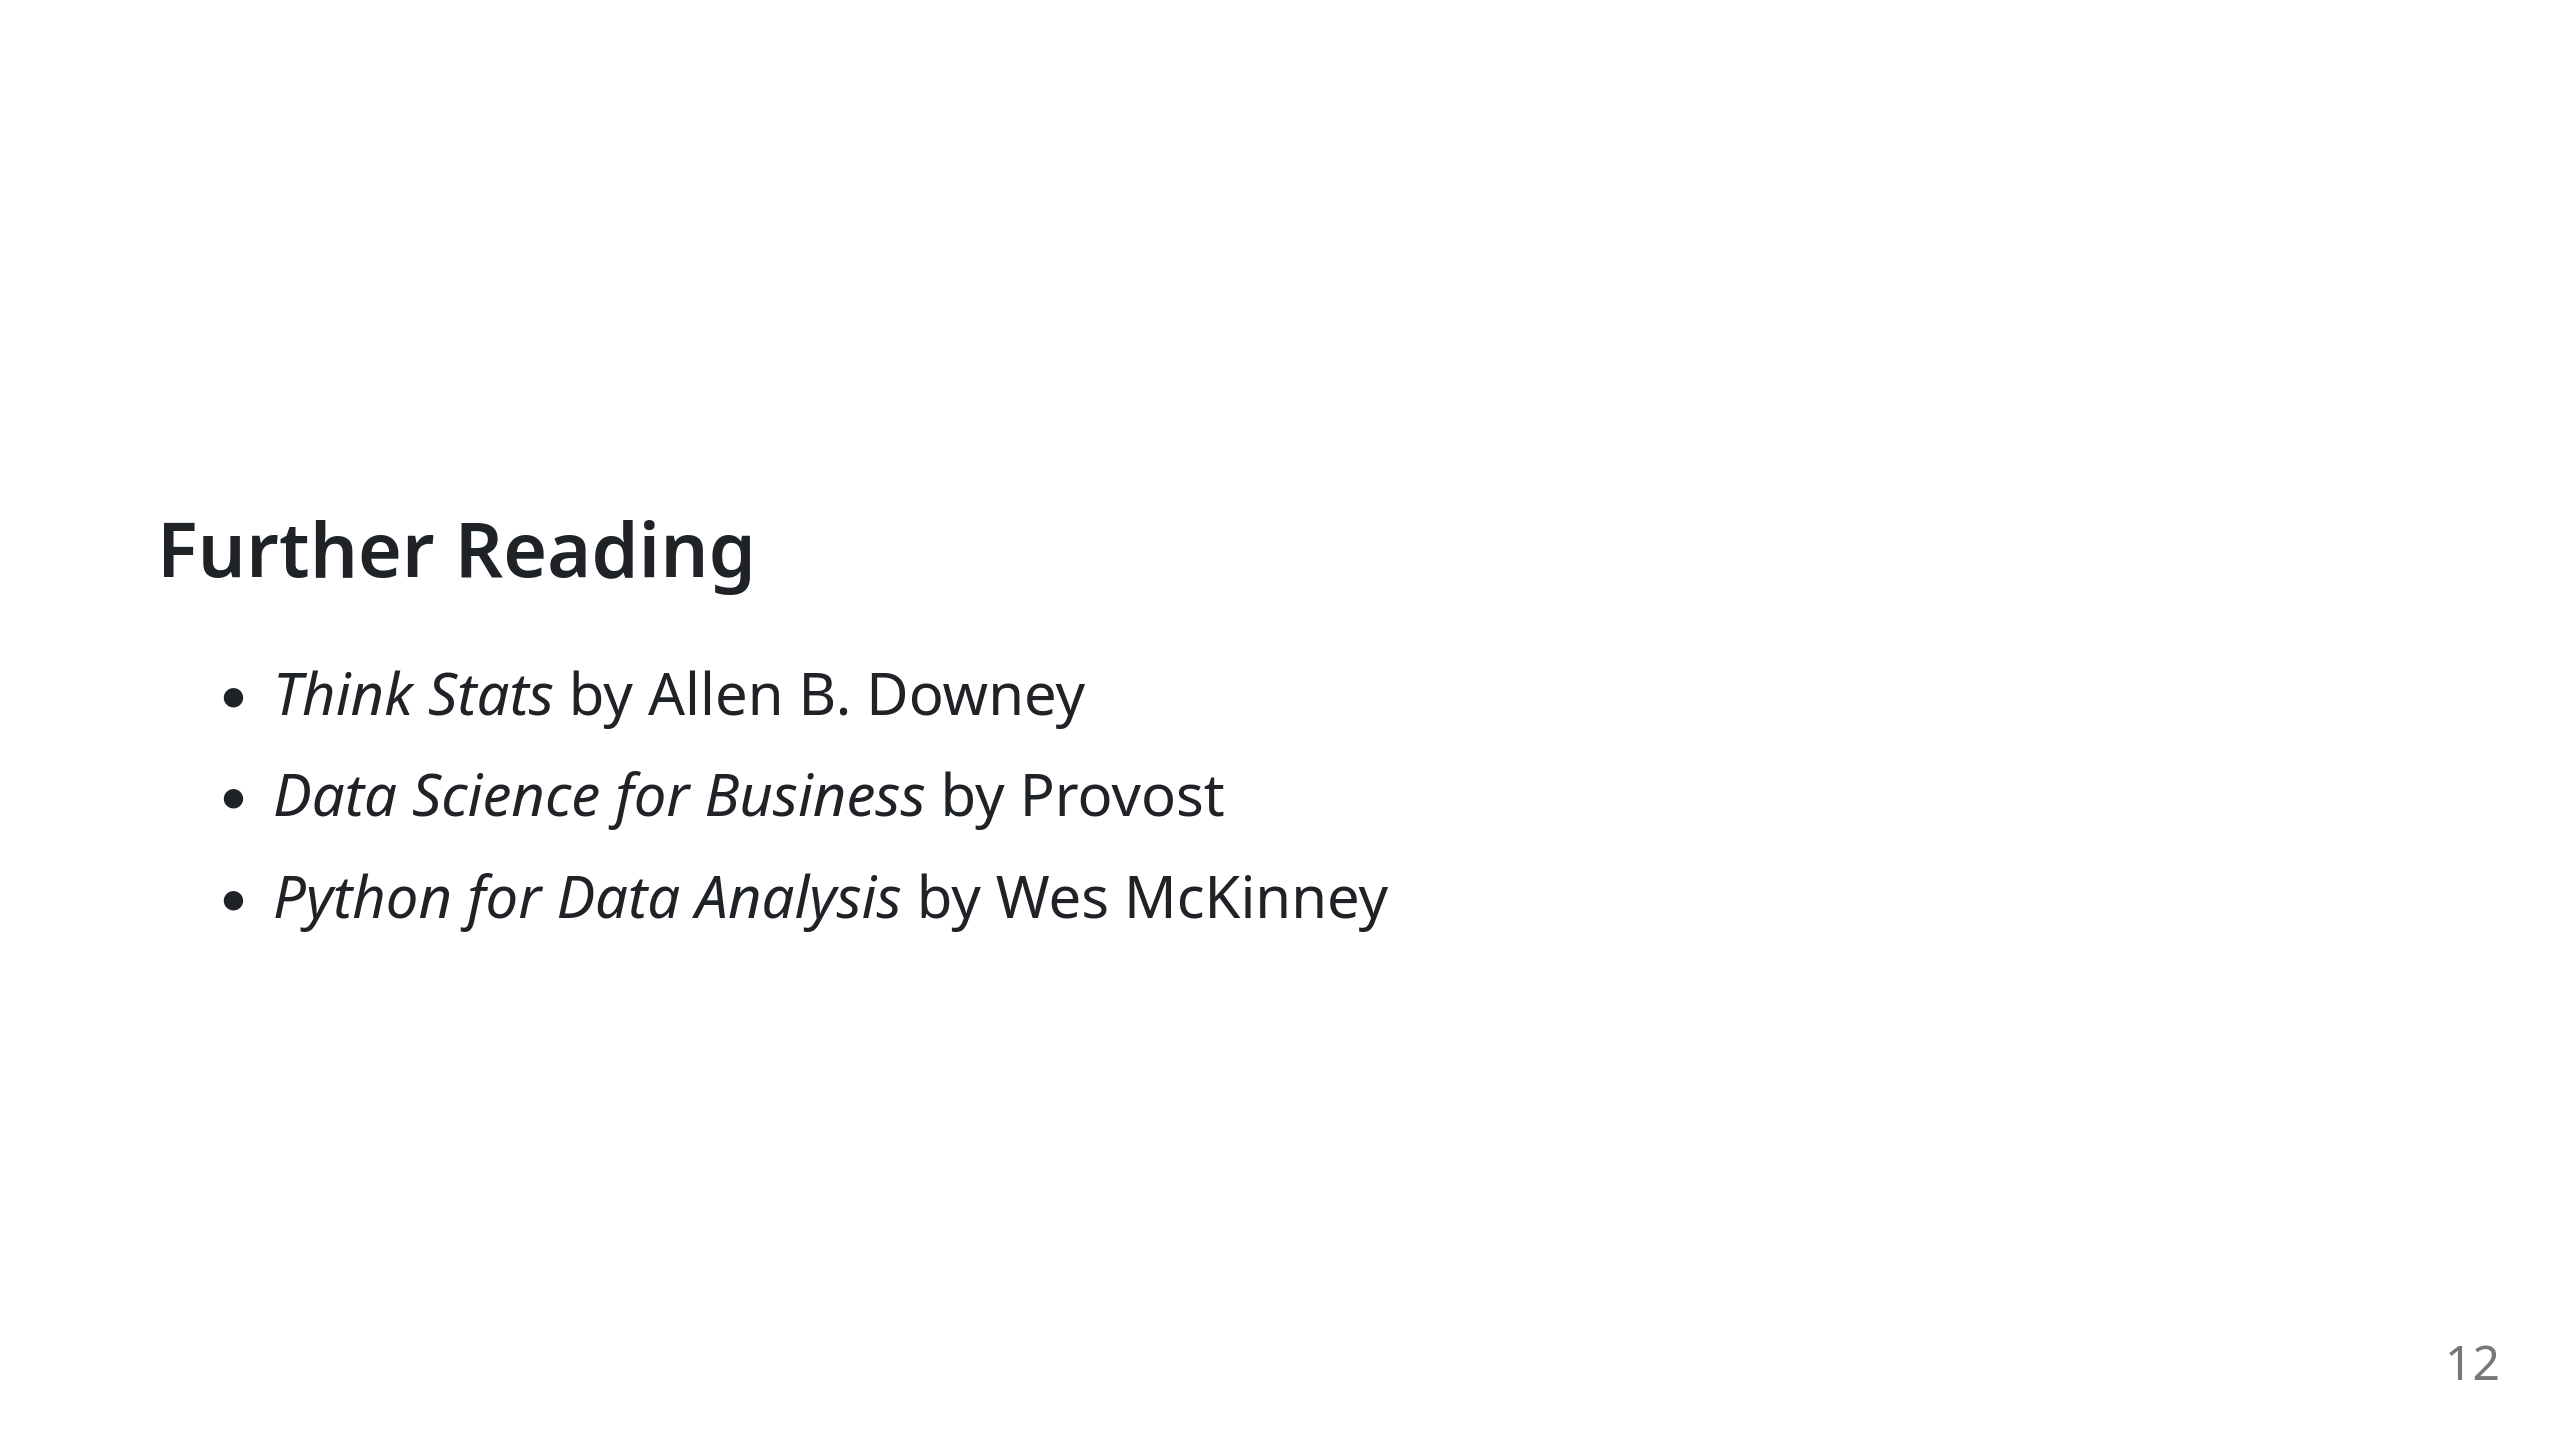 Further Reading
• Think Stats by Allen B. Downey
• Data Science for Business by Provost
• Python for Data Analysis by Wes McKinney
12